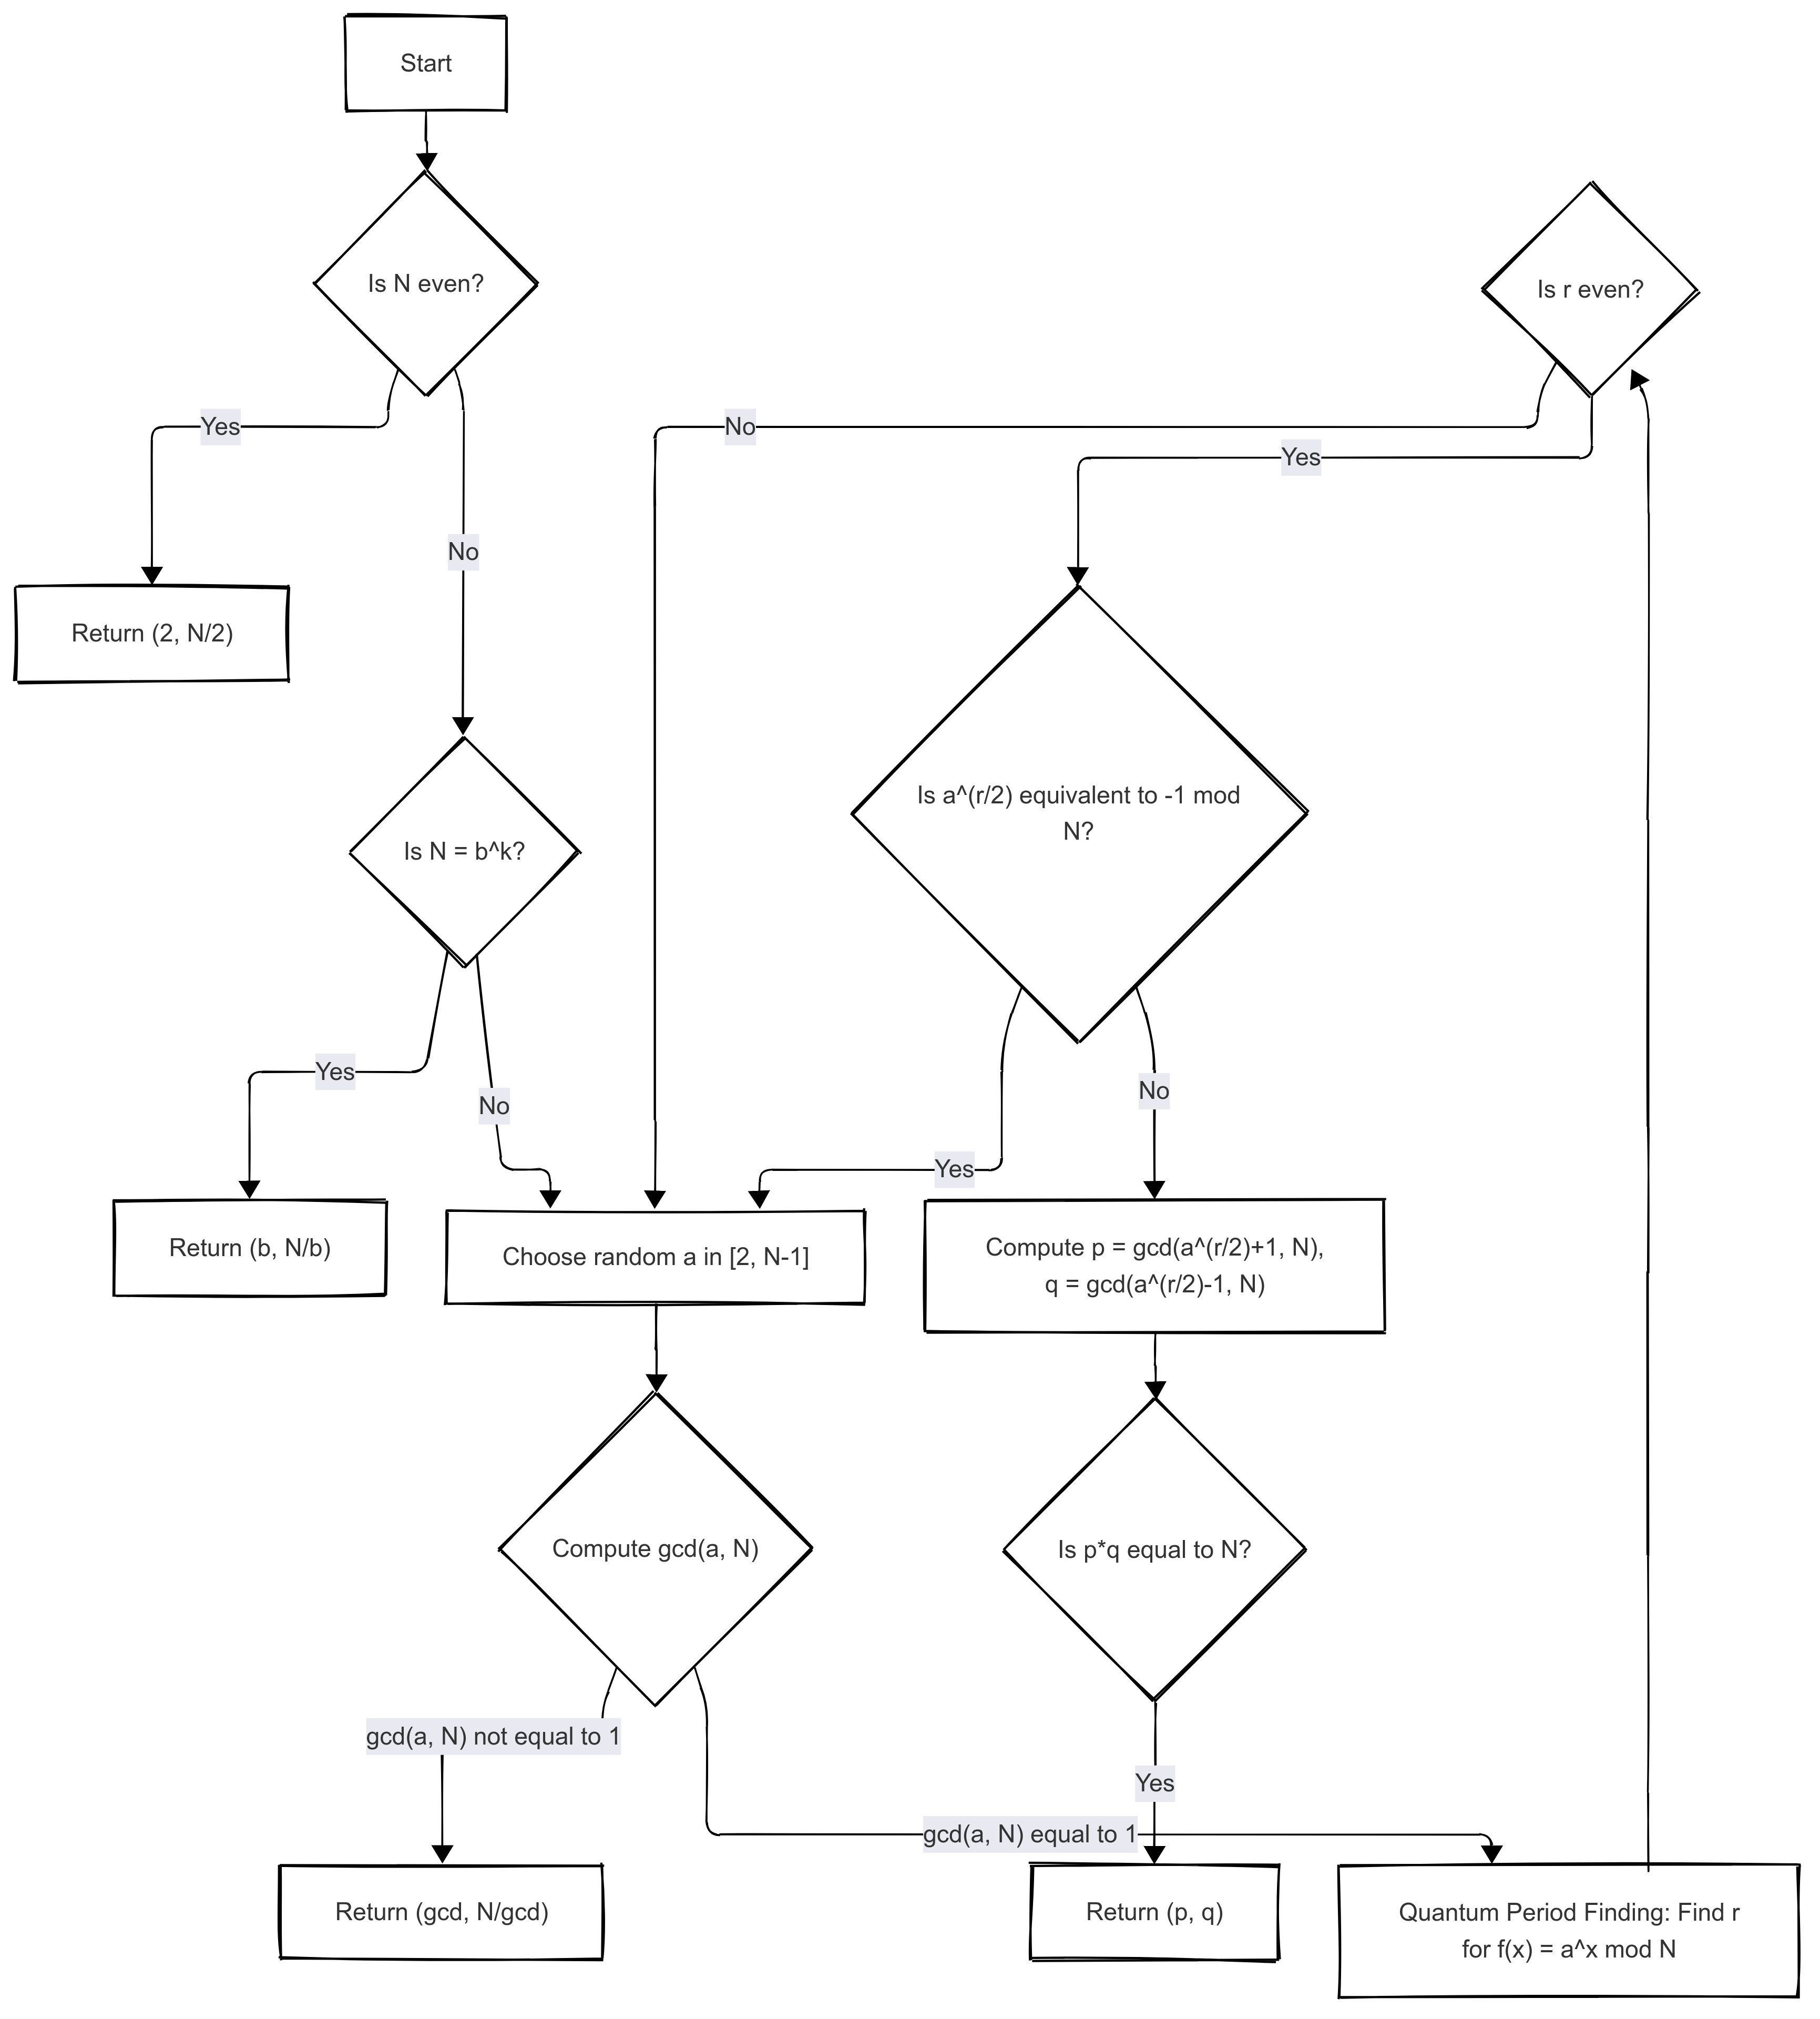 Start
Is N even?
Is r even?
Yes
No
Yes
No
Return (2, N/2)
Is N = b^k?
Is a^(r/2) equivalent to -1 mod
N?
Yes
No
No
Yes
Return (b, N/b)
Choose random a in [2, N-1]
Compute p = gcd(a^(r/2)+1, N),
q = gcd(a^(r/2)-1, N)
Compute gcd(a, N)
Is p*q equal to N?
gcd(a, N) not equal to 1
Yes
gcd(a, N) equal to 1
Return (gcd, N/gcd)
Return (p, q)
Quantum Period Finding: Find r
for f(x) = a^x mod N